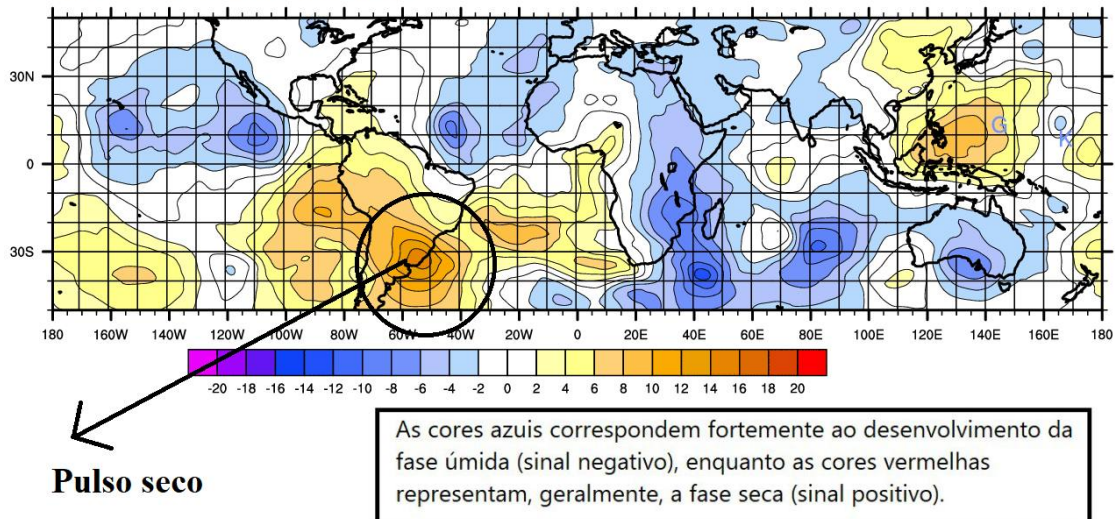 30N
0
30S
G
K
180 160W 140W 120W 100W 80W 60W 40W 20W 0 20E 40E 60E 80E 100E 120E 140E 160E 180
-20 -18 -16 -14 -12 -10 -8 -6 -4 -2 0 2 4 6 8 10 12 14 16 18 20
Pulso seco
As cores azuis correspondem fortemente ao desenvolvimento da
fase úmida (sinal negativo), enquanto as cores vermelhas
representam, geralmente, a fase seca (sinal positivo).